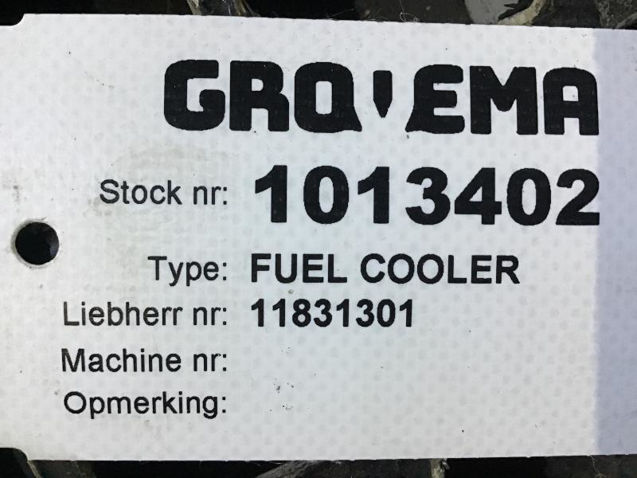 GROVEMA
Stock nr: 1013402
Type: FUEL COOLER
Liebherr nr: 11831301
Machine nr:
Opmerking: